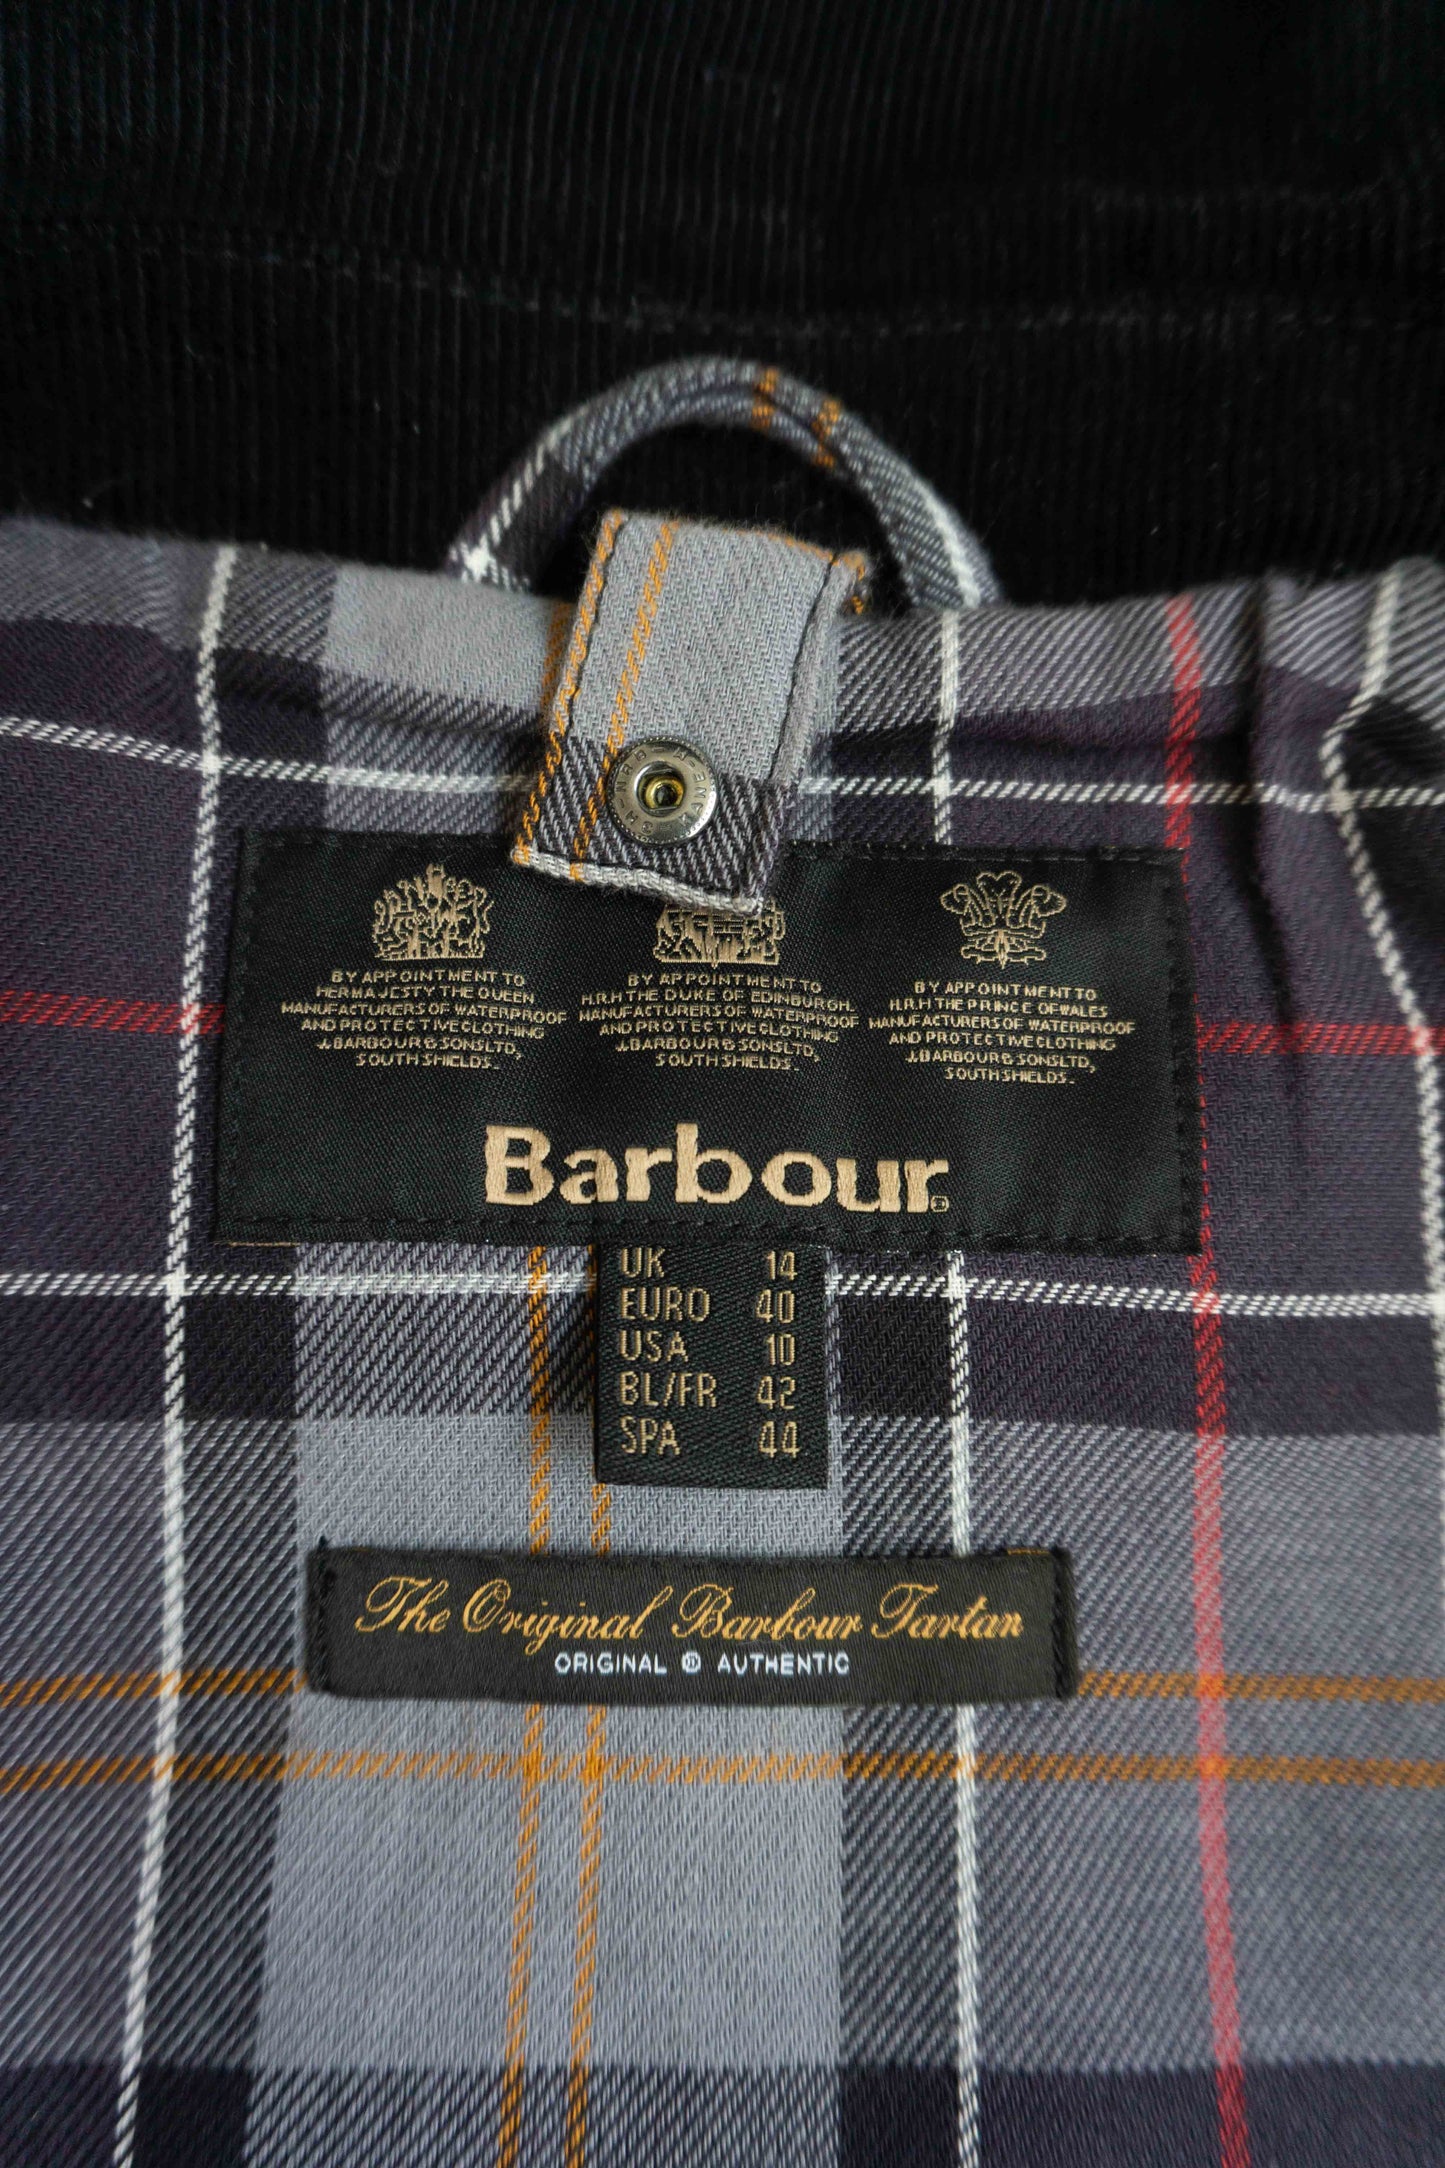 BY APPOINTMENT TO
HER MAJESTY THE QUEEN
MANUFACTURERS OF WATERPROOF
AND PROTECTIVE CLOTHING
J.BARBOUR & SONS LTD,
SOUTH SHIELDS.
BY APPOINTMENT TO
H.R.H THE DUKE OF EDINBURGH.
MANUFACTURERS OF WATERPROOF
AND PROTECTIVE CLOTHING
J.BARBOUR & SONS LTD,
SOUTH SHIELDS.
BY APPOINTMENT TO
H.R.H THE PRINCE OF WALES
MANUFACTURERS OF WATERPROOF
AND PROTECTIVE CLOTHING
J.BARBOUR & SONS LTD,
SOUTH SHIELDS.
Barbour®
UK 14
EURO 40
USA 10
BL/FR 42
SPA 44
The Original Barbour Tartan
ORIGINAL ® AUTHENTIC